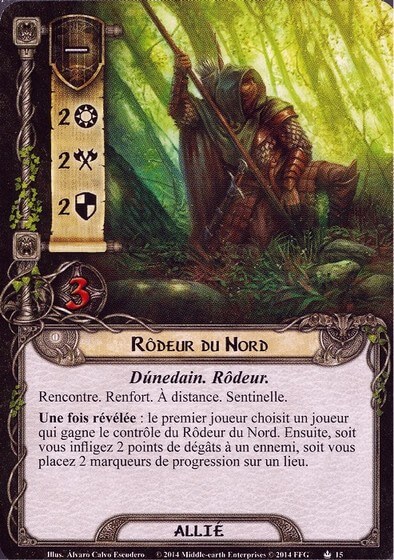 –
2
2
2
3
RÔDEUR DU NORD
Dúnedain. Rôdeur.
Rencontre. Renfort. À distance. Sentinelle.
Une fois révélée : le premier joueur choisit un joueur
qui gagne le contrôle du Rôdeur du Nord. Ensuite, soit
vous infligez 2 points de dégâts à un ennemi, soit vous
placez 2 marqueurs de progression sur un lieu.
ALLIÉ
Illus. Álvaro Calvo Escudero © 2014 Middle-earth Enterprises © 2014 FFG 15